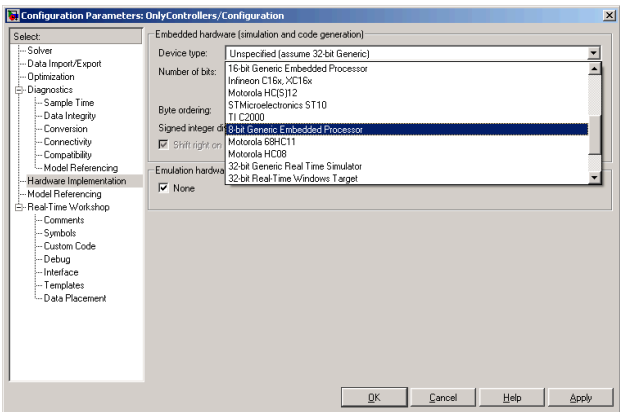 Configuration Parameters: OnlyControllers/Configuration
Select:
Solver
Data Import/Export
Optimization
Diagnostics
Sample Time
Data Integrity
Conversion
Connectivity
Compatibility
Model Referencing
Hardware Implementation
Model Referencing
Real-Time Workshop
Comments
Symbols
Custom Code
Debug
Interface
Templates
Data Placement
Embedded hardware (simulation and code generation)
Device type: Unspecified (assume 32-bit Generic)
Number of bits:
Byte ordering:
Signed integer di
Shift right on
16-bit Generic Embedded Processor
Infineon C16x, XC16x
Motorola HC(S)12
STMicroelectronics ST10
TI C2000
8-bit Generic Embedded Processor
Motorola 68HC11
Motorola HC08
32-bit Generic Real Time Simulator
32-bit Real-Time Windows Target
Emulation hardwa
None
OK Cancel Help Apply